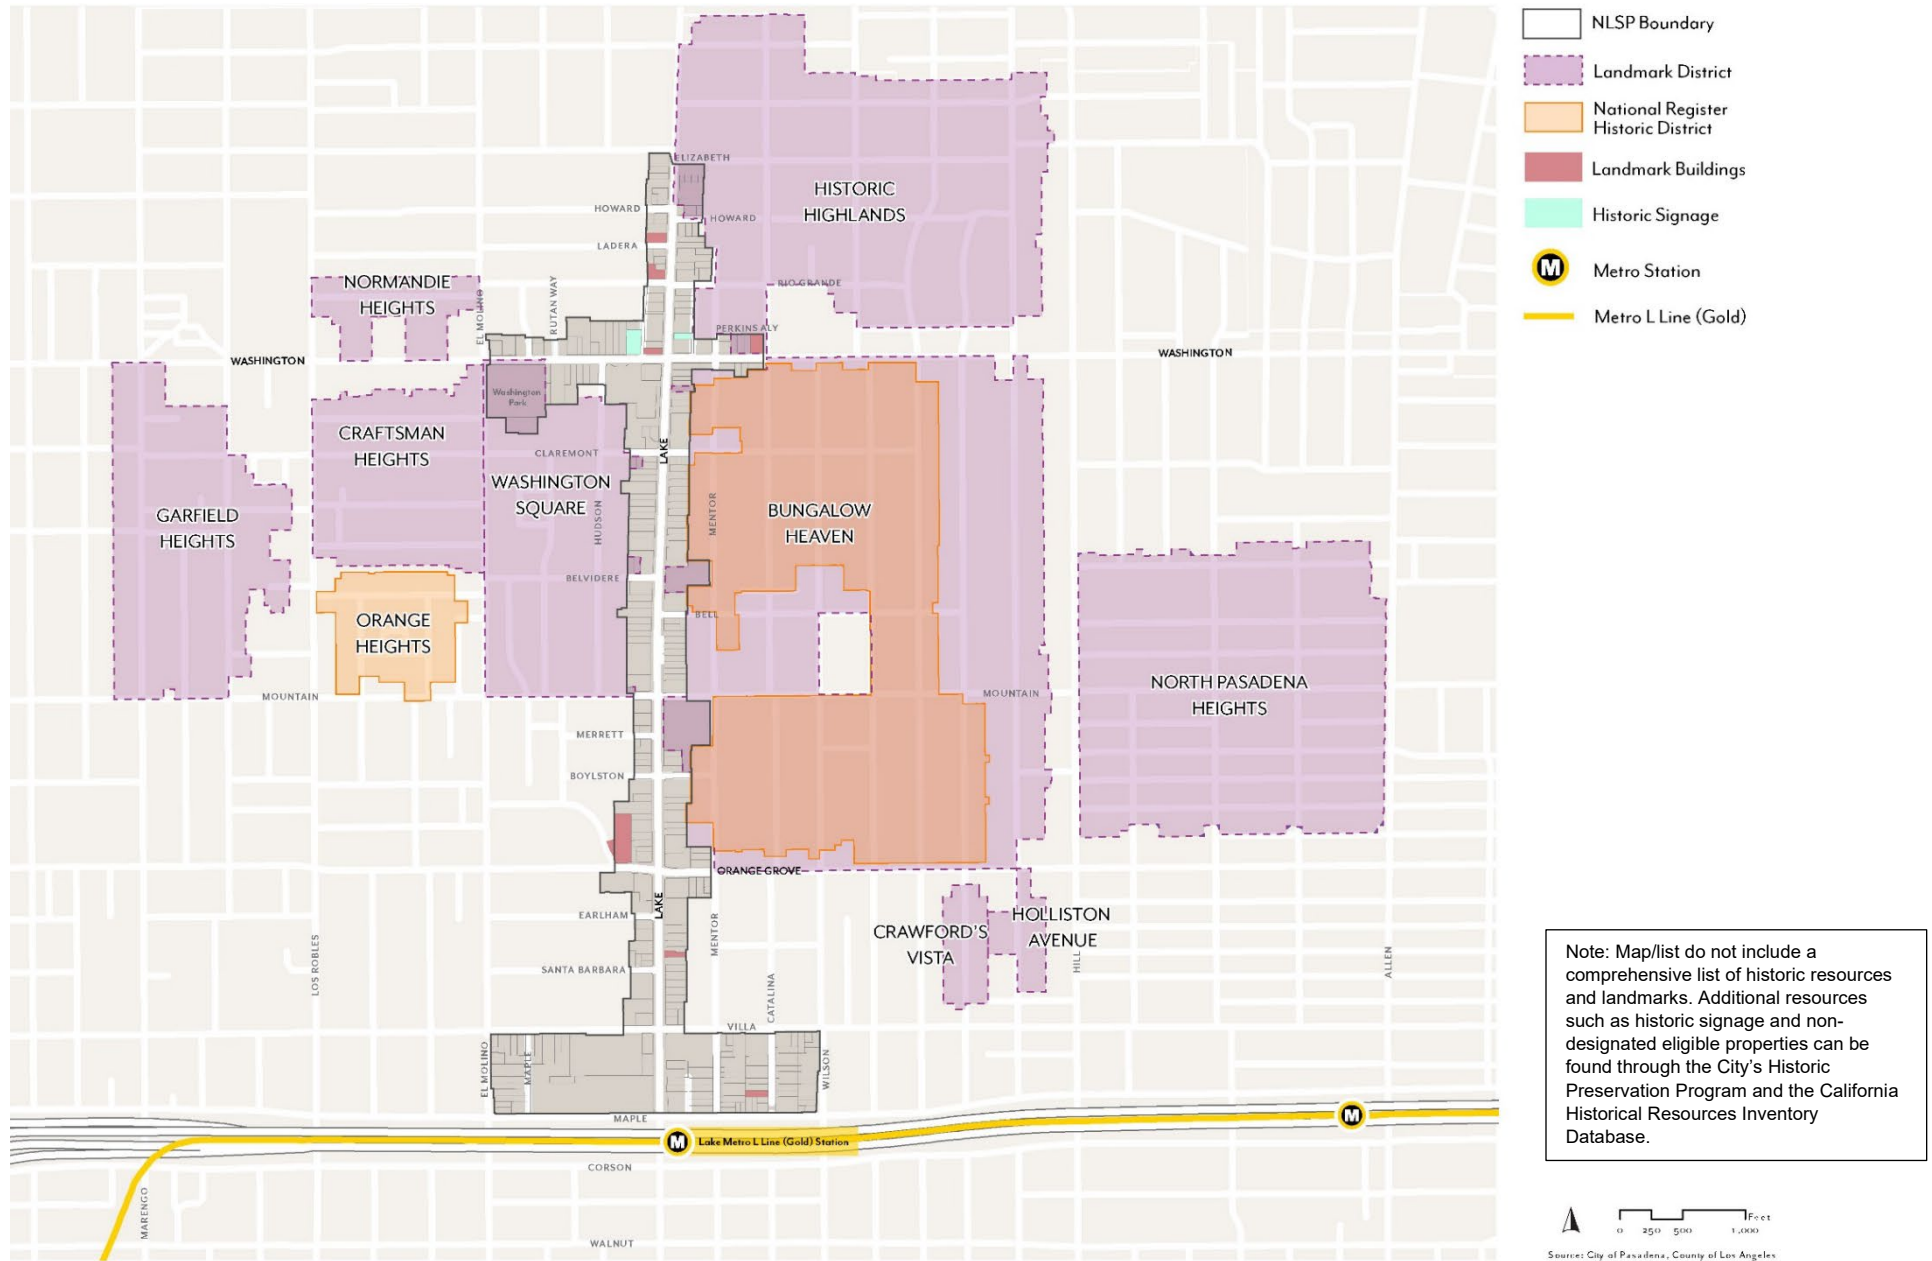 NLSP Boundary
Landmark District
National Register
Historic District
Landmark Buildings
Historic Signage
M
Metro Station
Metro L Line (Gold)
ELIZABETH
HISTORIC
HIGHLANDS
HOWARD
HOWARD
LADERA
RIO GRANDE
NORMANDIE
HEIGHTS
EL MOLINO
RUTAN WAY
PERKINS ALY
WASHINGTON
WASHINGTON
Washington
Park
CRAFTSMAN
HEIGHTS
LAKE
CLAREMONT
WASHINGTON
SQUARE
HUDSON
MENTOR
BUNGALOW
HEAVEN
GARFIELD
HEIGHTS
BELVIDERE
BELL
ORANGE
HEIGHTS
MOUNTAIN
MOUNTAIN
NORTH PASADENA
HEIGHTS
MERRETT
BOYLSTON
ORANGE GROVE
LAKE
EARLHAM
MENTOR
CRAWFORD'S
VISTA
HOLLISTON
AVENUE
HILL
ALLEN
LOS ROBLES
SANTA BARBARA
CATALINA
VILLA
EL MOLINO
MAPLE
WILSON
MAPLE
M
Lake Metro L Line (Gold) Station
M
CORSON
MARENGO
WALNUT
Note: Map/list do not include a
comprehensive list of historic resources
and landmarks. Additional resources
such as historic signage and non-
designated eligible properties can be
found through the City's Historic
Preservation Program and the California
Historical Resources Inventory
Database.
0 250 500 1,000
Feet
Source: City of Pasadena, County of Los Angeles